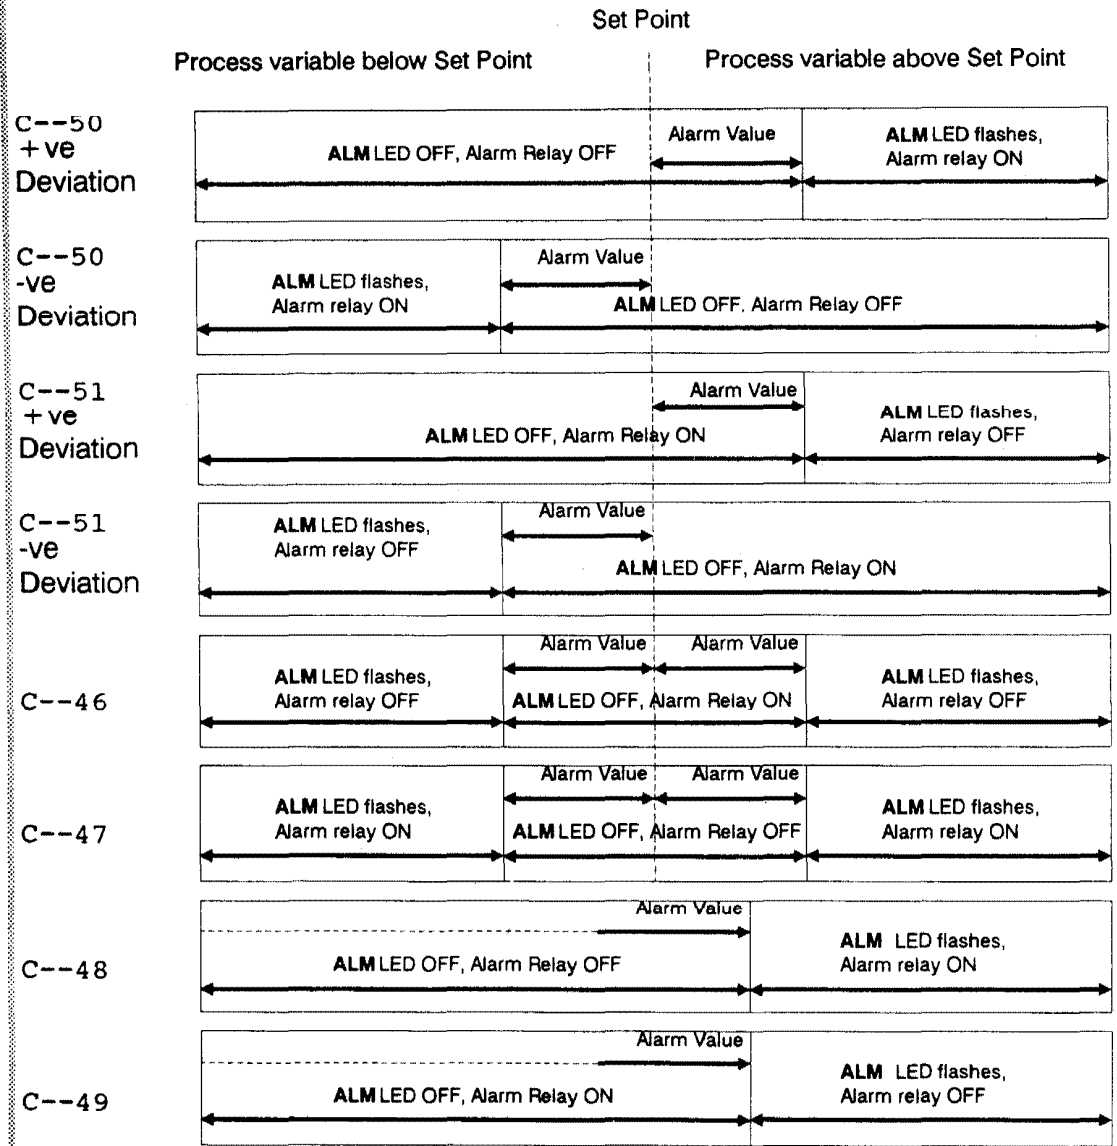 Set Point
Process variable below Set Point
Process variable above Set Point
C--50
+ve
Deviation
ALM LED OFF, Alarm Relay OFF
Alarm Value
ALM LED flashes,
Alarm relay ON
C--50
-ve
Deviation
ALM LED flashes,
Alarm relay ON
Alarm Value
ALM LED OFF, Alarm Relay OFF
C--51
+ve
Deviation
Alarm Value
ALM LED OFF, Alarm Relay ON
ALM LED flashes,
Alarm relay OFF
C--51
-ve
Deviation
ALM LED flashes,
Alarm relay OFF
Alarm Value
ALM LED OFF, Alarm Relay ON
C--46
ALM LED flashes,
Alarm relay OFF
Alarm Value
Alarm Value
ALM LED OFF, Alarm Relay ON
ALM LED flashes,
Alarm relay OFF
C--47
ALM LED flashes,
Alarm relay ON
Alarm Value
Alarm Value
ALM LED OFF, Alarm Relay OFF
ALM LED flashes,
Alarm relay ON
C--48
Alarm Value
ALM LED OFF, Alarm Relay OFF
ALM LED flashes,
Alarm relay ON
C--49
Alarm Value
ALM LED OFF, Alarm Relay ON
ALM LED flashes,
Alarm relay OFF